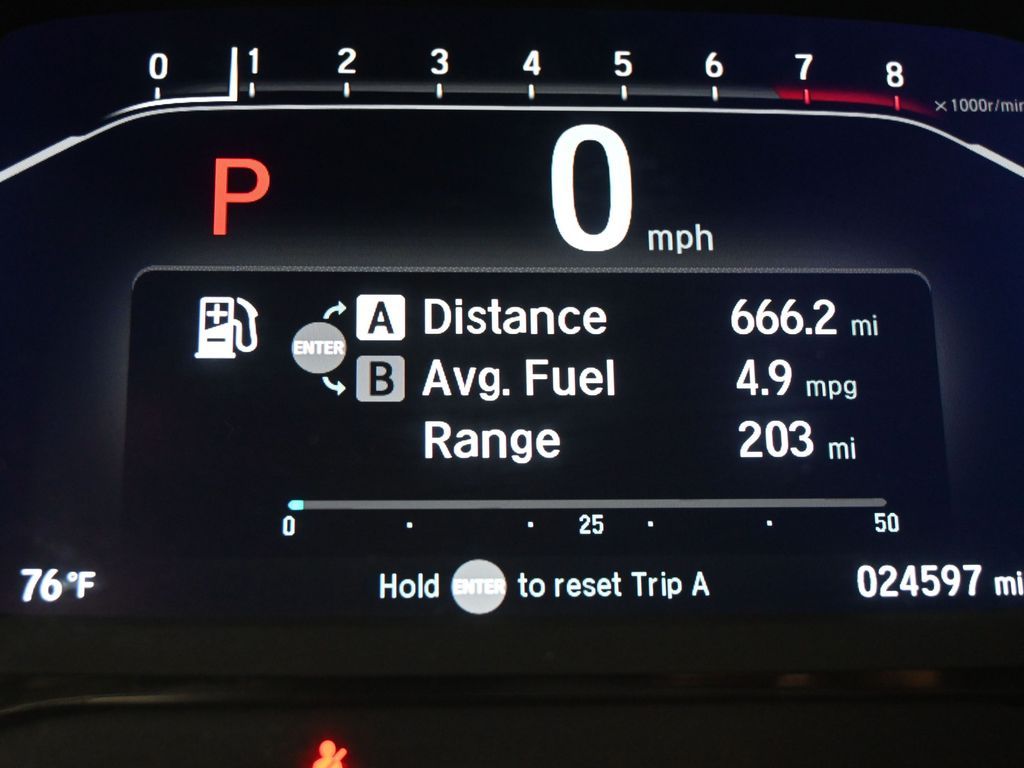 0 1 2 3 4 5 6 7 8
×1000r/min
P 0 mph
ENTER A Distance 666.2 mi
B Avg. Fuel 4.9 mpg
Range 203 mi
0 25 50
76°F Hold ENTER to reset Trip A 024597 mi